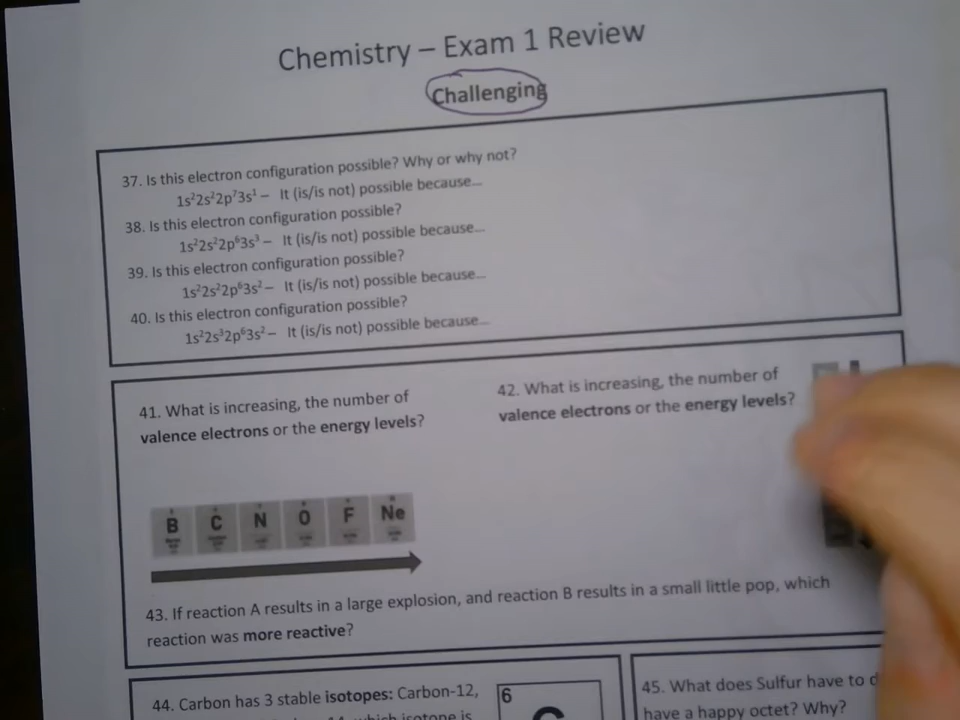 Chemistry – Exam 1 Review
Challenging
37. Is this electron configuration possible? Why or why not?
1s²2s²2p⁷3s¹ – It (is/is not) possible because...
38. Is this electron configuration possible?
1s²2s²2p⁶3s³ – It (is/is not) possible because...
39. Is this electron configuration possible?
1s²2s²2p⁶3s² – It (is/is not) possible because...
40. Is this electron configuration possible?
1s²2s³2p⁶3s² – It (is/is not) possible because...
41. What is increasing, the number of
valence electrons or the energy levels?
42. What is increasing, the number of
valence electrons or the energy levels?
B C N O F Ne
43. If reaction A results in a large explosion, and reaction B results in a small little pop, which
reaction was more reactive?
44. Carbon has 3 stable isotopes: Carbon-12,
which isotope is
6
45. What does Sulfur have to
have a happy octet? Why?